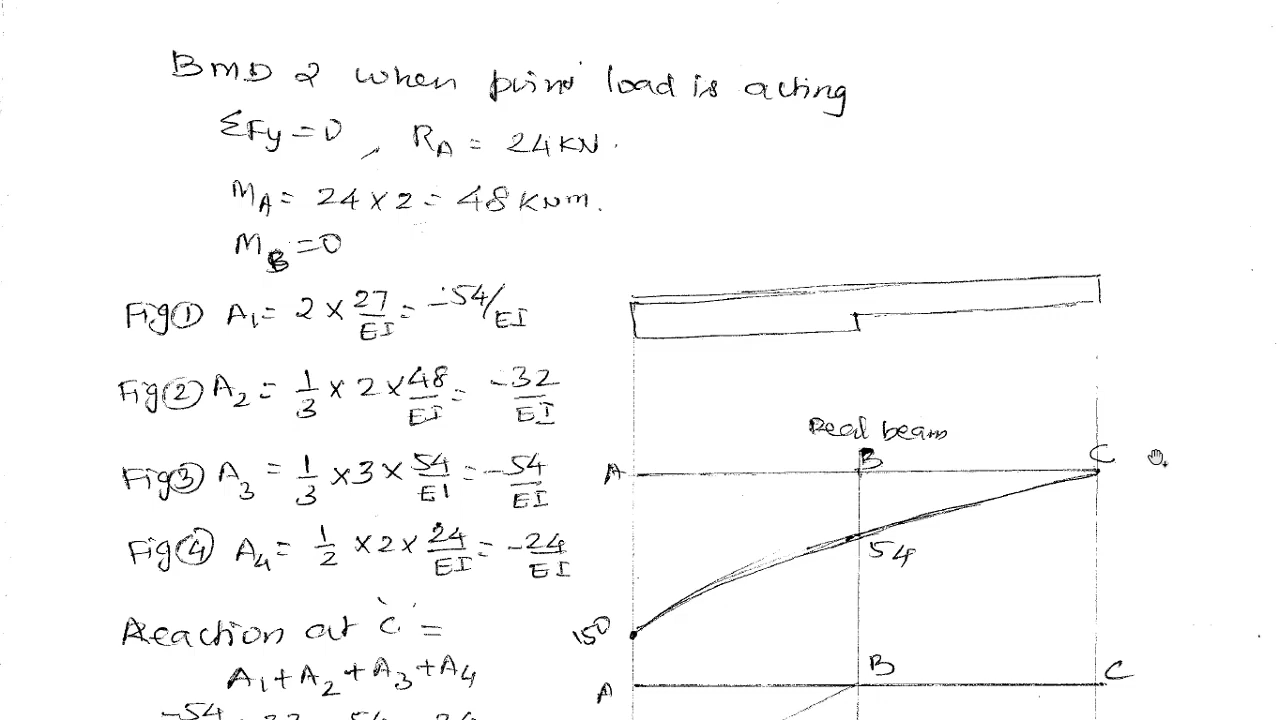 BMD 2 when point load is acting
ΣFy = 0, RA = 24 KN.
MA = 24 × 2 = 48 KNm.
MB = 0
Fig① A1 = 2 × 27/EI = -54/EI
Fig② A2 = 1/3 × 2 × 48/EI = -32/EI
Real beam
A B C
Fig③ A3 = 1/3 × 3 × 54/EI = -54/EI
Fig④ A4 = 1/2 × 2 × 24/EI = -24/EI
54
Reaction at 'C' =
150
A1 + A2 + A3 + A4
A B C